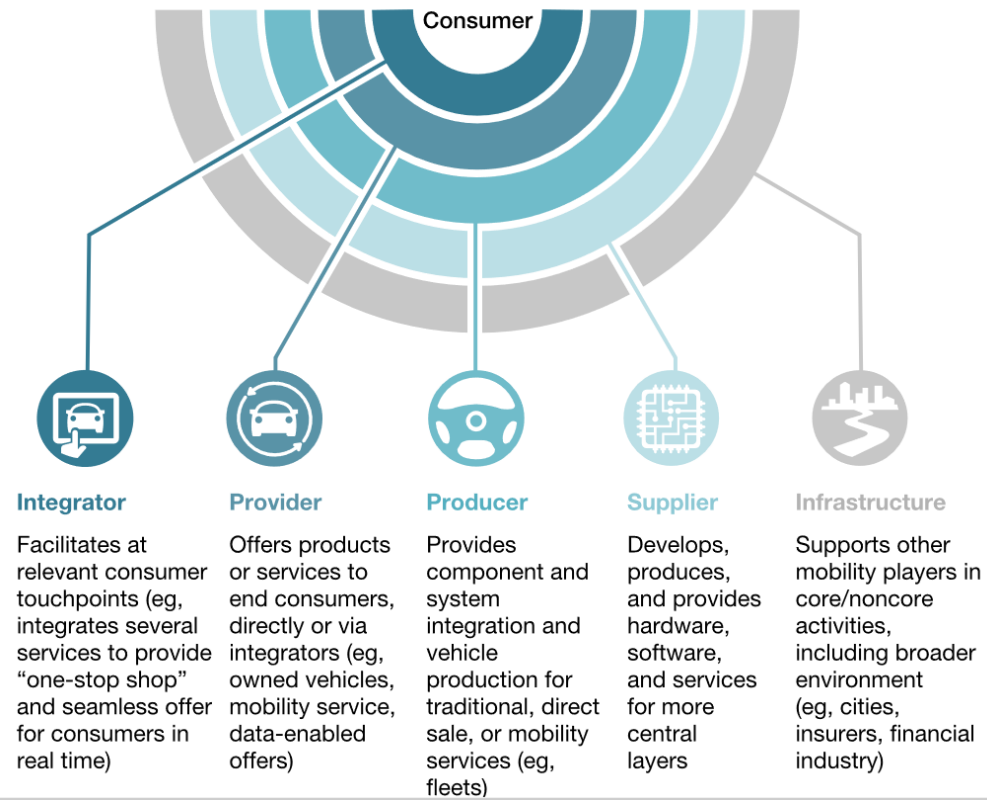 Consumer
Integrator
Facilitates at
relevant consumer
touchpoints (eg,
integrates several
services to provide
“one-stop shop”
and seamless offer
for consumers in
real time)
Provider
Offers products
or services to
end consumers,
directly or via
integrators (eg,
owned vehicles,
mobility service,
data-enabled
offers)
Producer
Provides
component and
system
integration and
vehicle
production for
traditional, direct
sale, or mobility
services (eg,
fleets)
Supplier
Develops,
produces,
and provides
hardware,
software,
and services
for more
central
layers
Infrastructure
Supports other
mobility players in
core/noncore
activities,
including broader
environment
(eg, cities,
insurers, financial
industry)